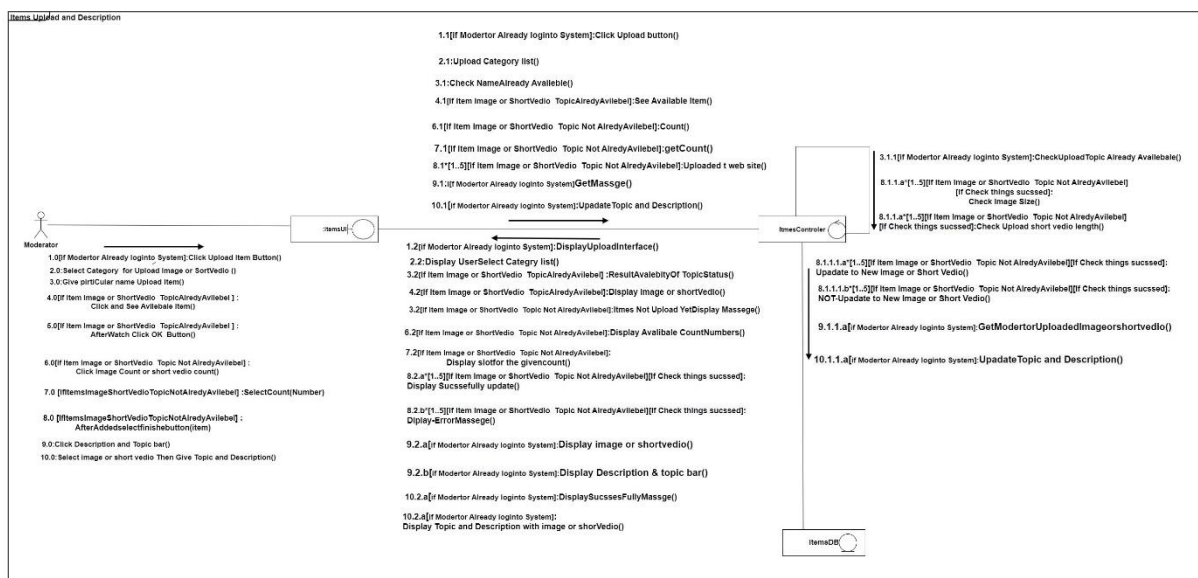 Items Upload and Description
1.1[if Modertor Already loginto System]:Click Upload button()
2.1:Upload Category list()
3.1:Check NameAlready Availeble()
4.1[If Item Image or ShortVedio TopicAlredyAvilebel]:See Available Item()
6.1[If Item Image or ShortVedio Topic Not AlredyAvilebel]:Count()
7.1[If Item Image or ShortVedio Topic Not AlredyAvilebel]:getCount()
8.1*[1..5][If Item Image or ShortVedio Topic Not AlredyAvilebel]:Uploaded t web site()
9.1:i[if Modertor Already loginto System]GetMassge()
10.1[if Modertor Already loginto System]:UpadateTopic and Description()
3.1.1[if Modertor Already loginto System]:CheckUploadTopic Already Availebale()
8.1.1.a*[1..5][If Item Image or ShortVedio Topic Not AlredyAvilebel]
[If Check things sucssed]:
Check Image Size()
8.1.1.a*[1..5][If Item Image or ShortVedio Topic Not AlredyAvilebel]
[If Check things sucssed]:Check Upload short vedio length()
Moderator
:ItemsUI
ItmesControler
1.0[if Modertor Already loginto System]:Click Upload Item Button()
2.0:Select Category for Upload Image or SortVedio ()
3.0:Give pirtiCular name Upload Item()
4.0[If Item Image or ShortVedio TopicAlredyAvilebel ] :
Click and See Avilebale Item()
5.0[If Item Image or ShortVedio TopicAlredyAvilebel ] :
AfterWatch Click OK Button()
6.0[If Item Image or ShortVedio Topic Not AlredyAvilebel] :
Click Image Count or short vedio count()
7.0 [IfItemsImageShortVedioTopicNotAlredyAvilebel] :SelectCount(Number)
8.0 [IfItemsImageShortVedioTopicNotAlredyAvilebel] :
AfterAddedselectfinishebutton(item)
9.0:Click Description and Topic bar()
10.0:Select image or short vedio Then Give Topic and Description()
1.2[if Modertor Already loginto System]:DisplayUploadInterface()
2.2:Display UserSelect Categry list()
3.2[If Item Image or ShortVedio TopicAlredyAvilebel] :ResultAvalebityOf TopicStatus()
4.2[If Item Image or ShortVedio TopicAlredyAvilebel]:Display image or shortvedio()
3.2[If Item Image or ShortVedio TopicAlredyAvilebel]:Itmes Not Upload YetDisplay Massege()
6.2[If Item Image or ShortVedio Topic Not AlredyAvilebel]:Display Avalibale CountNumbers()
7.2[If Item Image or ShortVedio Topic Not AlredyAvilebel]:
Display slotfor the givencount()
8.2.a*[1..5][If Item Image or ShortVedio Topic Not AlredyAvilebel][If Check things sucssed]:
Display Sucssefully update()
8.2.b*[1..5][If Item Image or ShortVedio Topic Not AlredyAvilebel][If Check things sucssed]:
Diplay-ErrorMassege()
9.2.a[if Modertor Already loginto System]:Display image or shortvedio()
9.2.b[if Modertor Already loginto System]:Display Description & topic bar()
10.2.a[if Modertor Already loginto System]:DisplaySucssesFullyMassge()
10.2.a[if Modertor Already loginto System]:
Display Topic and Description with image or shorVedio()
8.1.1.1.a*[1..5][If Item Image or ShortVedio Topic Not AlredyAvilebel][If Check things sucssed]:
Upadate to New Image or Short Vedio()
8.1.1.1.b*[1..5][If Item Image or ShortVedio Topic Not AlredyAvilebel][If Check things sucssed]:
NOT-Upadate to New Image or Short Vedio()
9.1.1.a[if Modertor Already loginto System]:GetModertorUploadedImageorshortvedio()
10.1.1.a[if Modertor Already loginto System]:UpadateTopic and Description()
ItemsDB